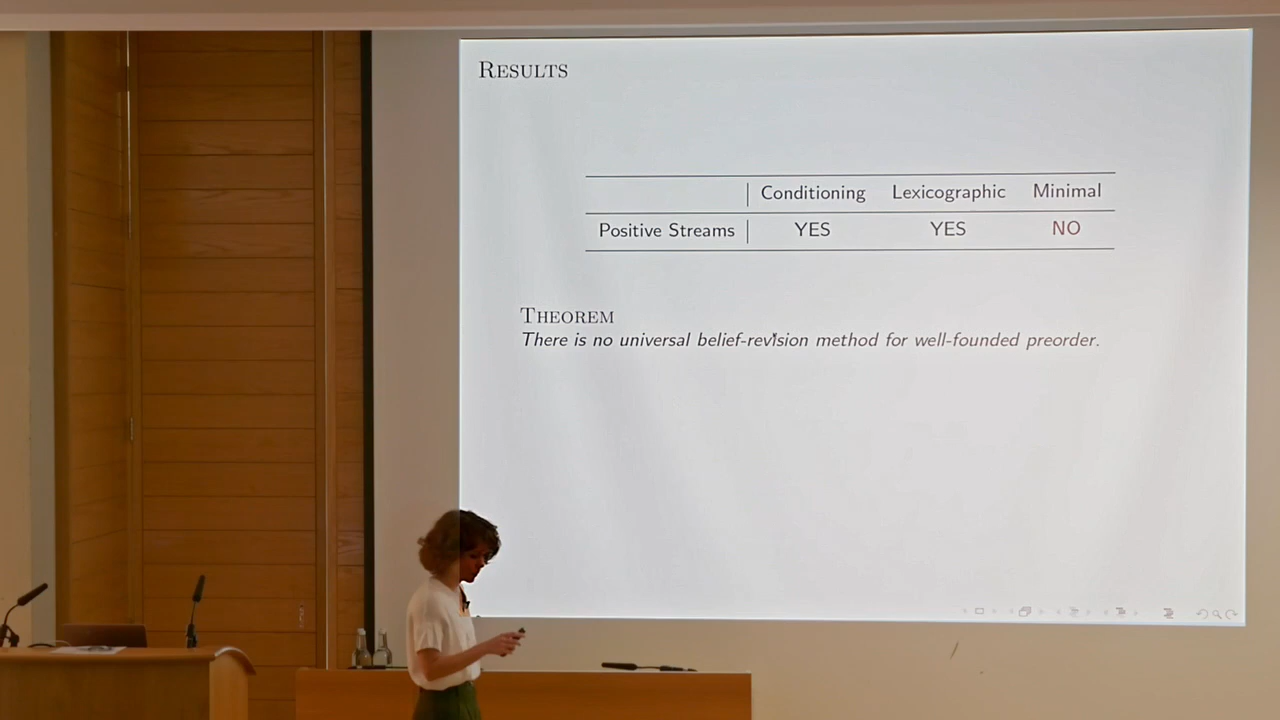 Results
Conditioning Lexicographic Minimal
Positive Streams YES YES NO
Theorem
There is no universal belief-revision method for well-founded preorder.